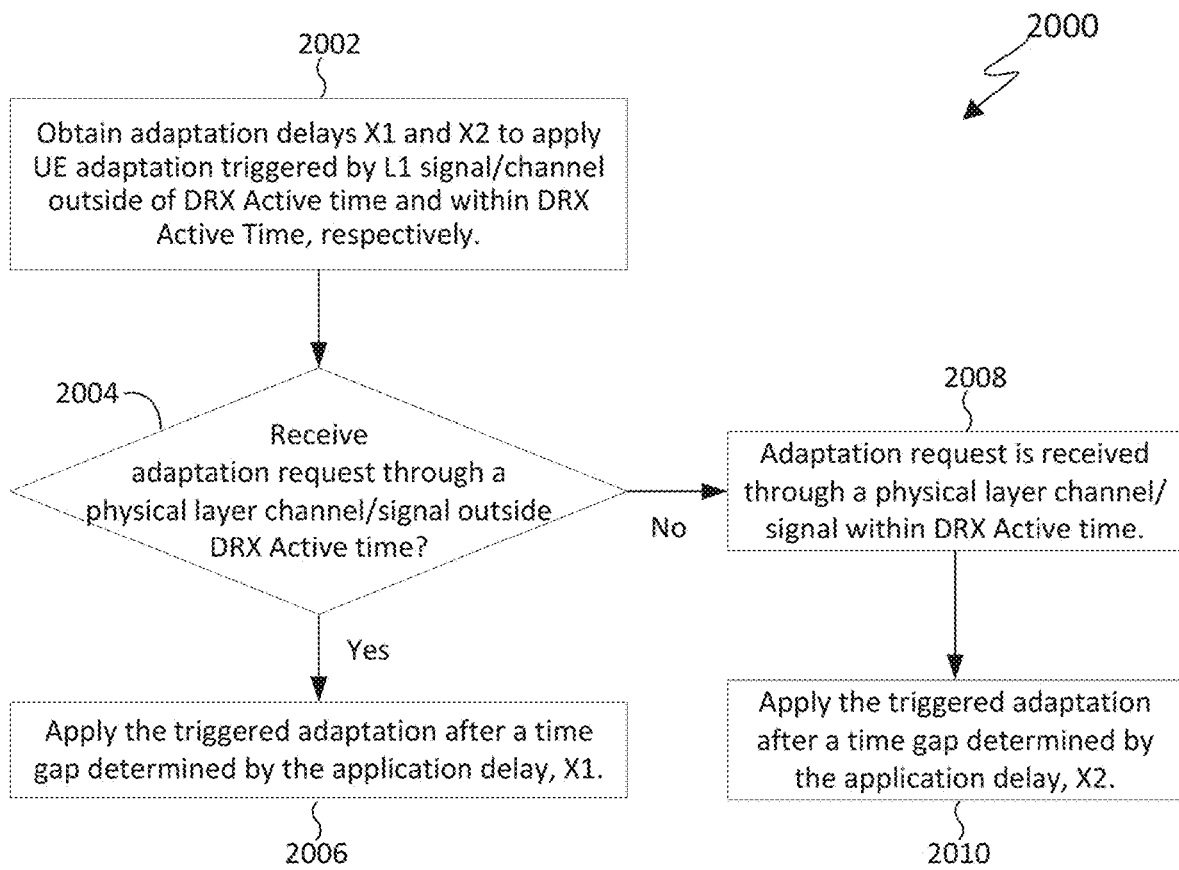 2000
2002
Obtain adaptation delays X1 and X2 to apply
UE adaptation triggered by L1 signal/channel
outside of DRX Active time and within DRX
Active Time, respectively.
2004
Receive
adaptation request through a
physical layer channel/signal outside
DRX Active time?
No
2008
Adaptation request is received
through a physical layer channel/
signal within DRX Active time.
Yes
Apply the triggered adaptation after a time
gap determined by the application delay, X1.
2006
Apply the triggered adaptation
after a time gap determined by
the application delay, X2.
2010